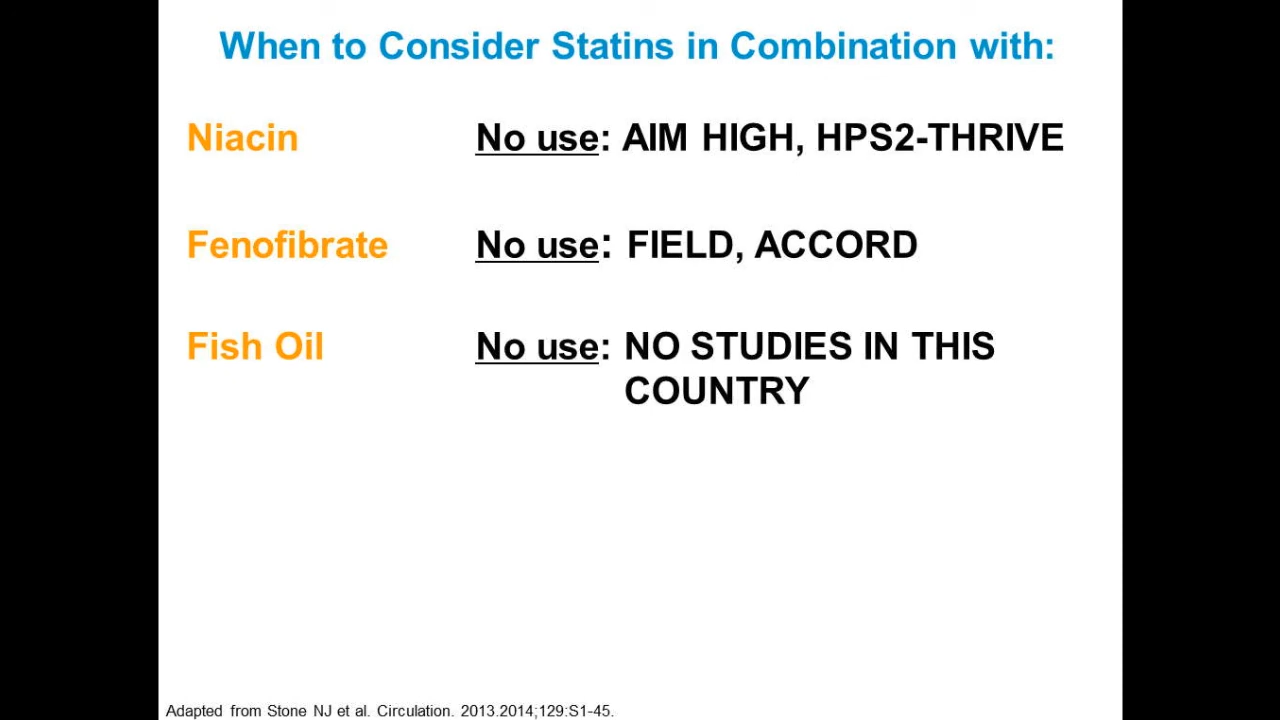 When to Consider Statins in Combination with:
Niacin No use: AIM HIGH, HPS2-THRIVE
Fenofibrate No use: FIELD, ACCORD
Fish Oil No use: NO STUDIES IN THIS
COUNTRY
Adapted from Stone NJ et al. Circulation. 2013.2014;129:S1-45.